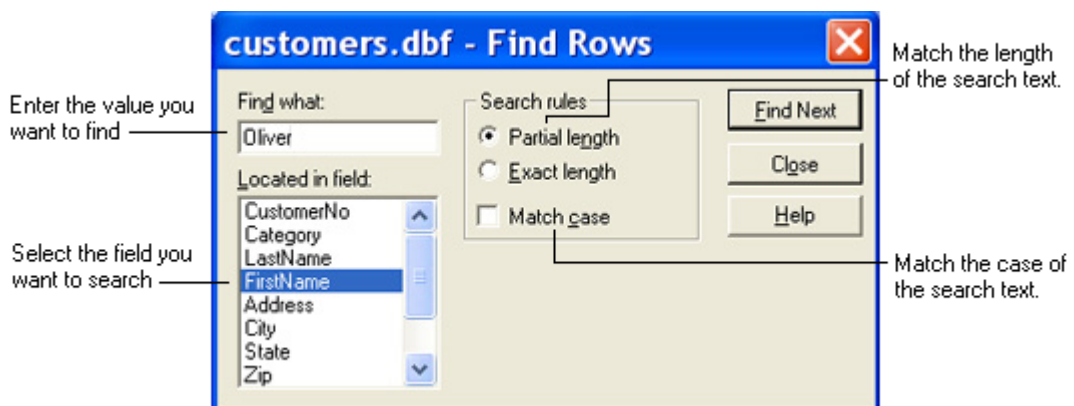 customers.dbf - Find Rows
Match the length
of the search text.
Enter the value you
want to find
Find what:
Oliver
Located in field:
CustomerNo
Category
LastName
FirstName
Address
City
State
Zip
Select the field you
want to search
Search rules
Partial length
Exact length
Match case
Find Next
Close
Help
Match the case of
the search text.